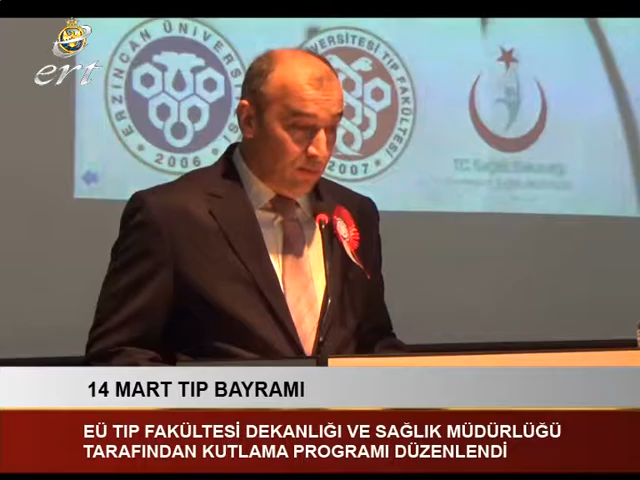 ert
ERZİNCAN ÜNİVERSİTESİ
2006
ÜNİVERSİTESİ TIP FAKÜLTESİ
2007
T.C. Sağlık Bakanlığı
14 MART TIP BAYRAMI
EÜ TIP FAKÜLTESİ DEKANLIĞI VE SAĞLIK MÜDÜRLÜĞÜ
TARAFINDAN KUTLAMA PROGRAMI DÜZENLENDİ